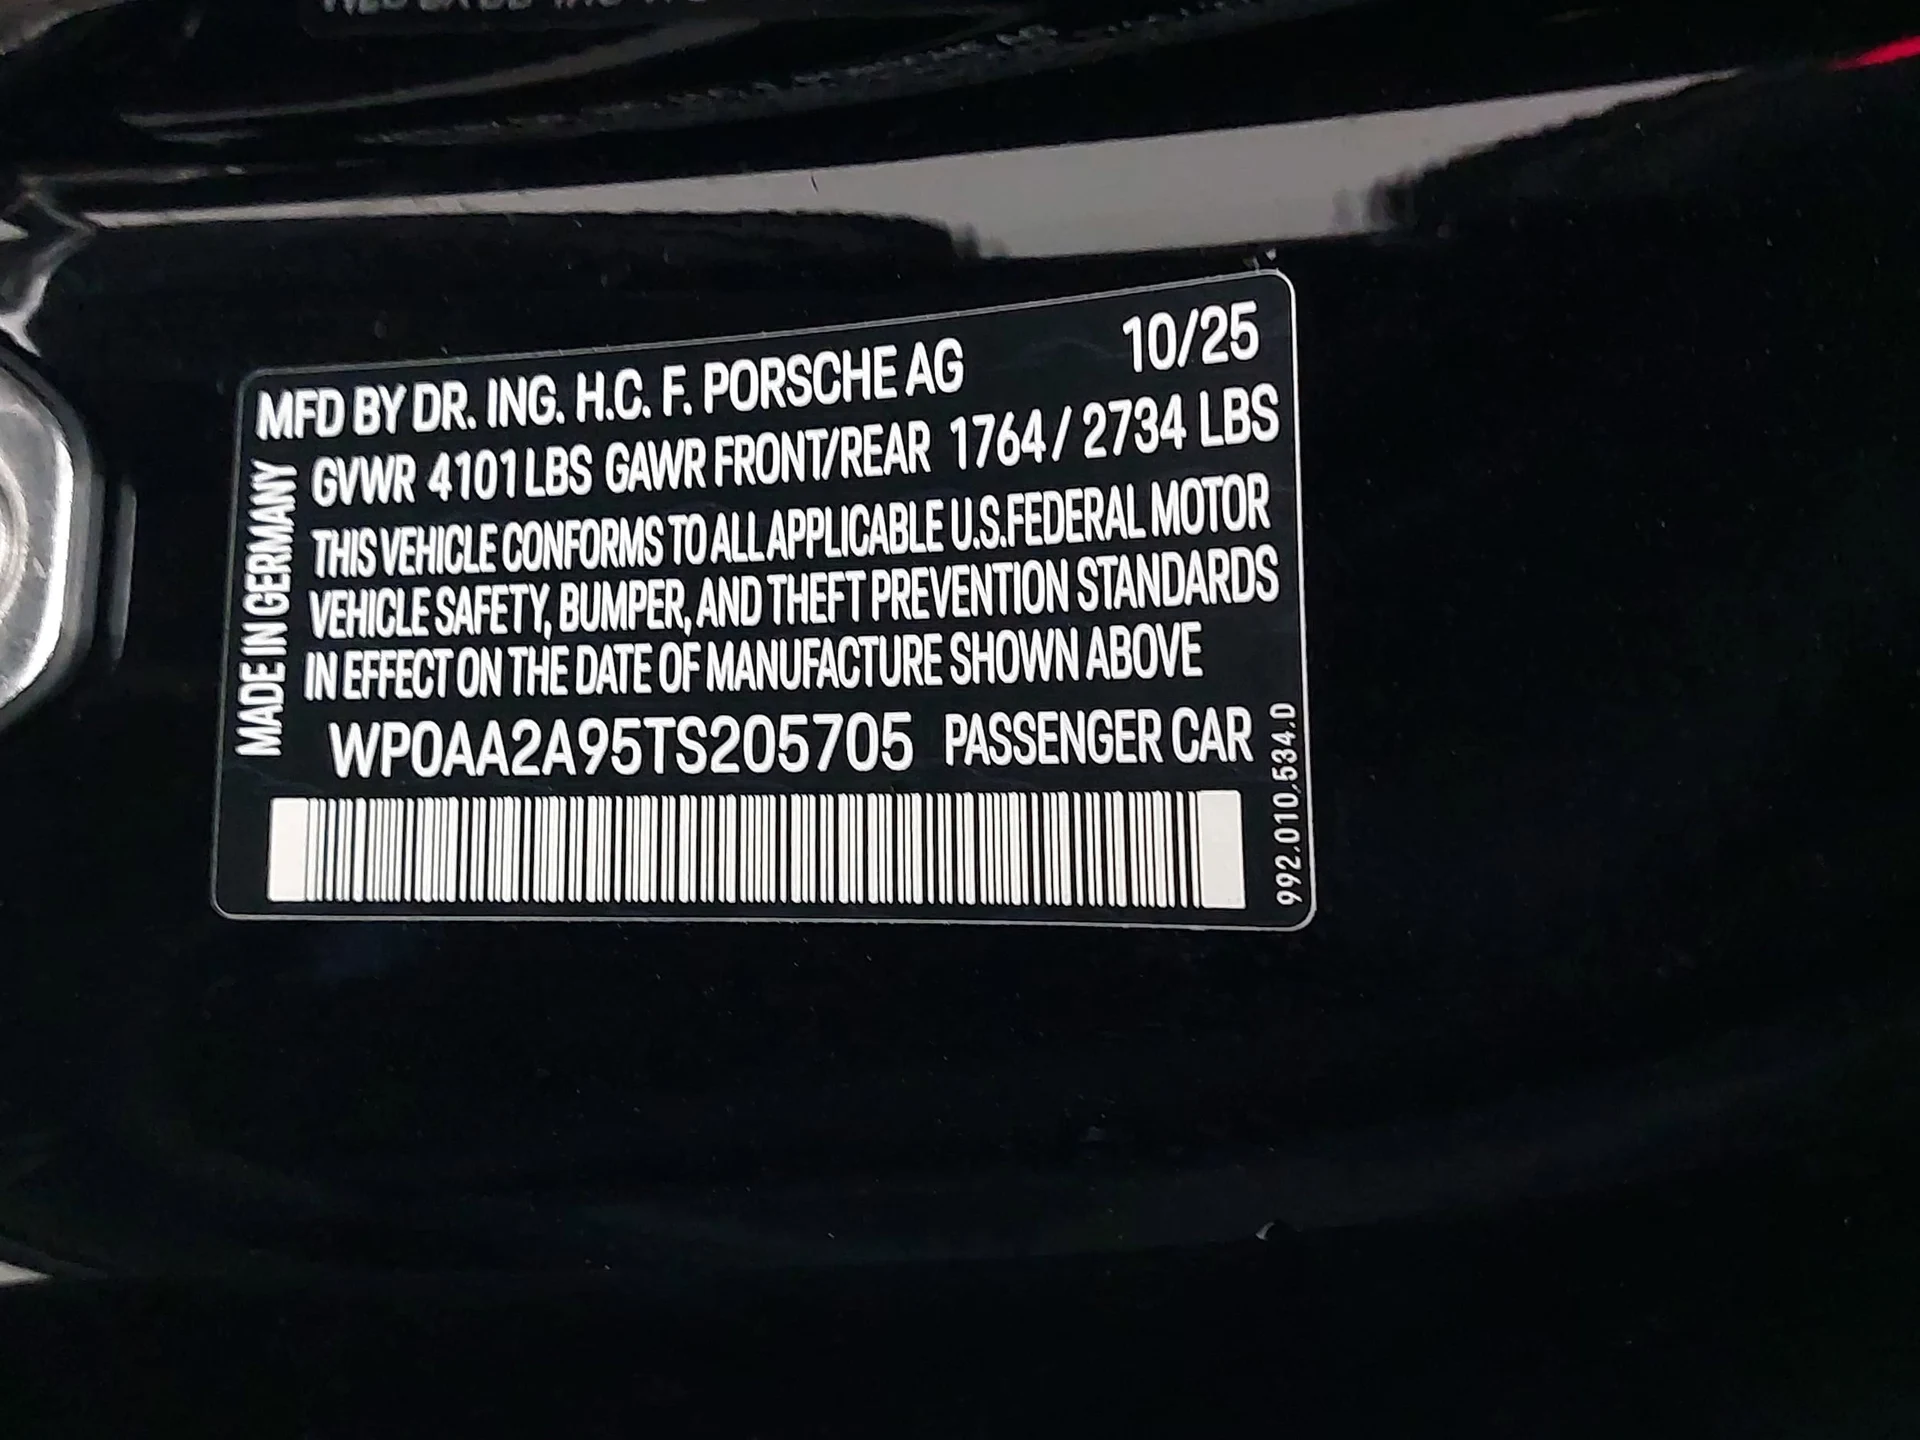 MFD BY DR. ING. H.C. F. PORSCHE AG 10/25
GVWR 4101 LBS GAWR FRONT/REAR 1764 / 2734 LBS
THIS VEHICLE CONFORMS TO ALL APPLICABLE U.S.FEDERAL MOTOR
VEHICLE SAFETY, BUMPER, AND THEFT PREVENTION STANDARDS
IN EFFECT ON THE DATE OF MANUFACTURE SHOWN ABOVE
WP0AA2A95TS205705 PASSENGER CAR
MADE IN GERMANY
992.010.534.D